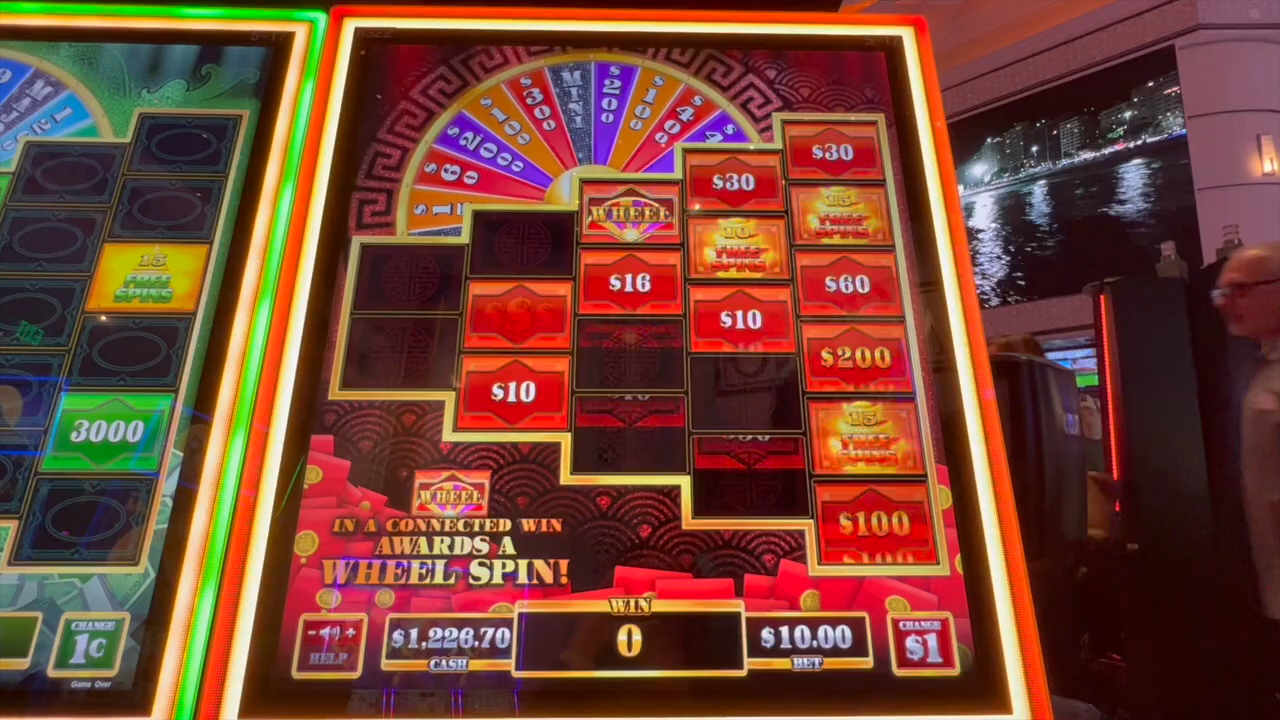 MINI
$200
$100
$400
$300
$100
$2000
$30
$30
15
FREE
SPINS
WHEEL
10
FREE
SPINS
$16
$60
$10
$200
$10
15
FREE
SPINS
$100
WHEEL
IN A CONNECTED WIN
AWARDS A
WHEEL SPIN!
WIN
0
- +
HELP
$1,226.70
CASH
$10.00
BET
CHANGE
$1
15
FREE
SPINS
3000
CHANGE
1¢
Game Over